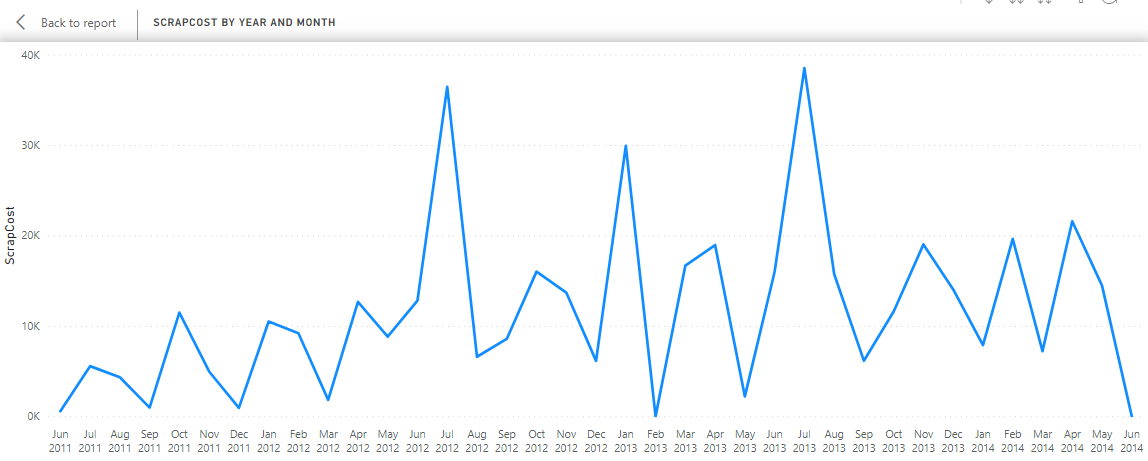 Back to report
SCRAPCOST BY YEAR AND MONTH
40K
30K
20K
10K
0K
ScrapCost
Jun Jul Aug Sep Oct Nov Dec Jan Feb Mar Apr May Jun Jul Aug Sep Oct Nov Dec Jan Feb Mar Apr May Jun Jul Aug Sep Oct Nov Dec Jan Feb Mar Apr May Jun
2011 2011 2011 2011 2011 2011 2011 2012 2012 2012 2012 2012 2012 2012 2012 2012 2012 2012 2012 2013 2013 2013 2013 2013 2013 2013 2013 2013 2013 2013 2013 2014 2014 2014 2014 2014 2014